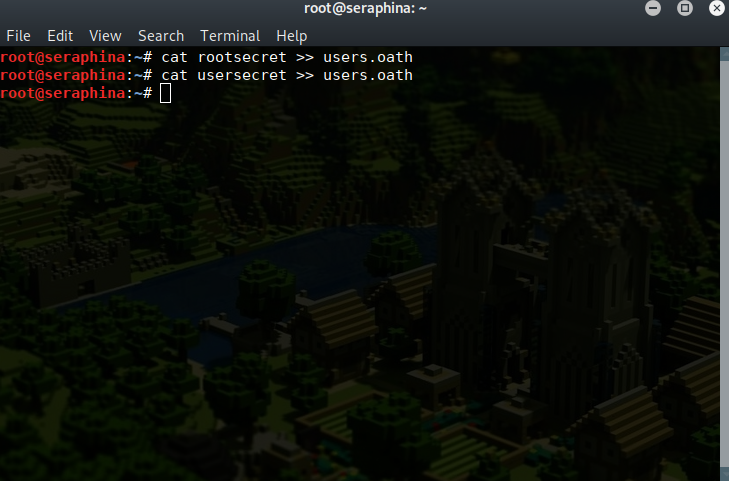 root@seraphina: ~
File Edit View Search Terminal Help
root@seraphina:~# cat rootsecret >> users.oath
root@seraphina:~# cat usersecret >> users.oath
root@seraphina:~#